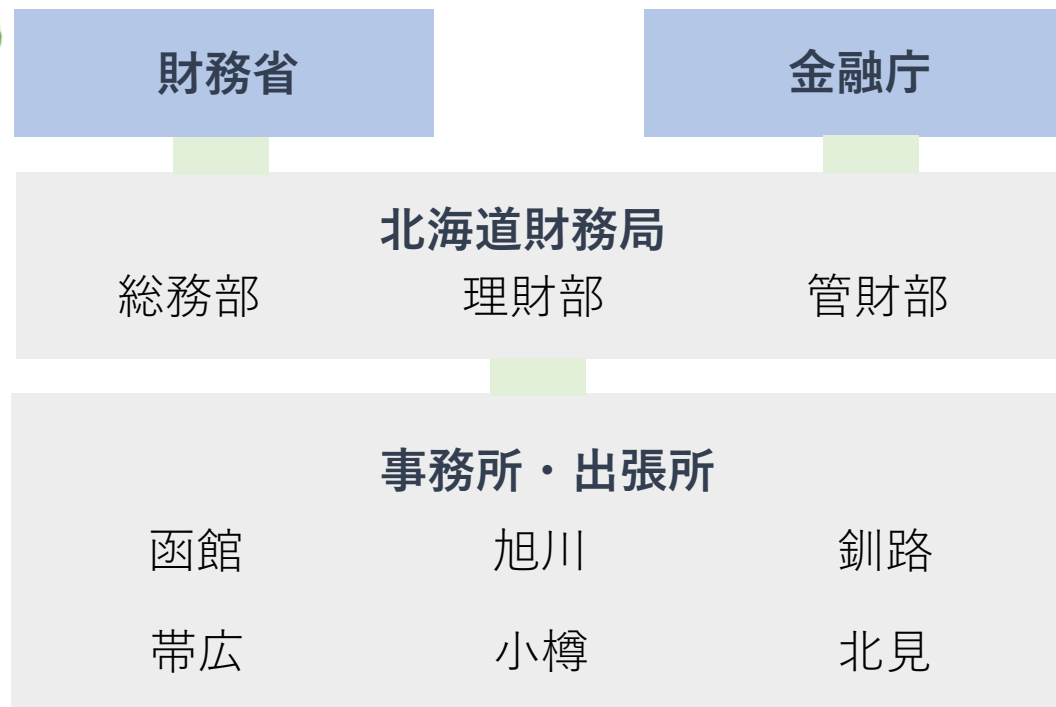 財務省 金融庁
北海道財務局
総務部 理財部 管財部
事務所・出張所
函館 旭川 釧路
帯広 小樽 北見